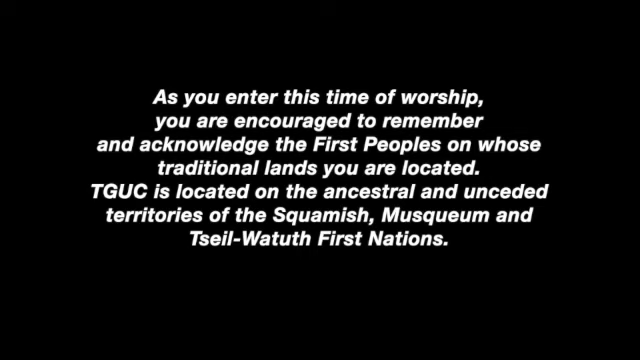 As you enter this time of worship,
you are encouraged to remember
and acknowledge the First Peoples on whose
traditional lands you are located.
TGUC is located on the ancestral and unceded
territories of the Squamish, Musqueum and
Tseil-Watuth First Nations.